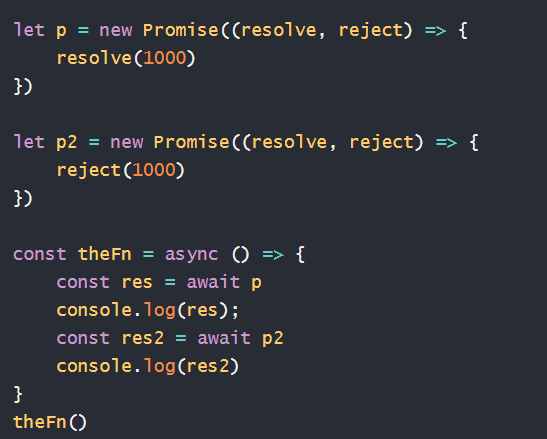 let p = new Promise((resolve, reject) => {
    resolve(1000)
})

let p2 = new Promise((resolve, reject) => {
    reject(1000)
})

const theFn = async () => {
    const res = await p
    console.log(res);
    const res2 = await p2
    console.log(res2)
}
theFn()